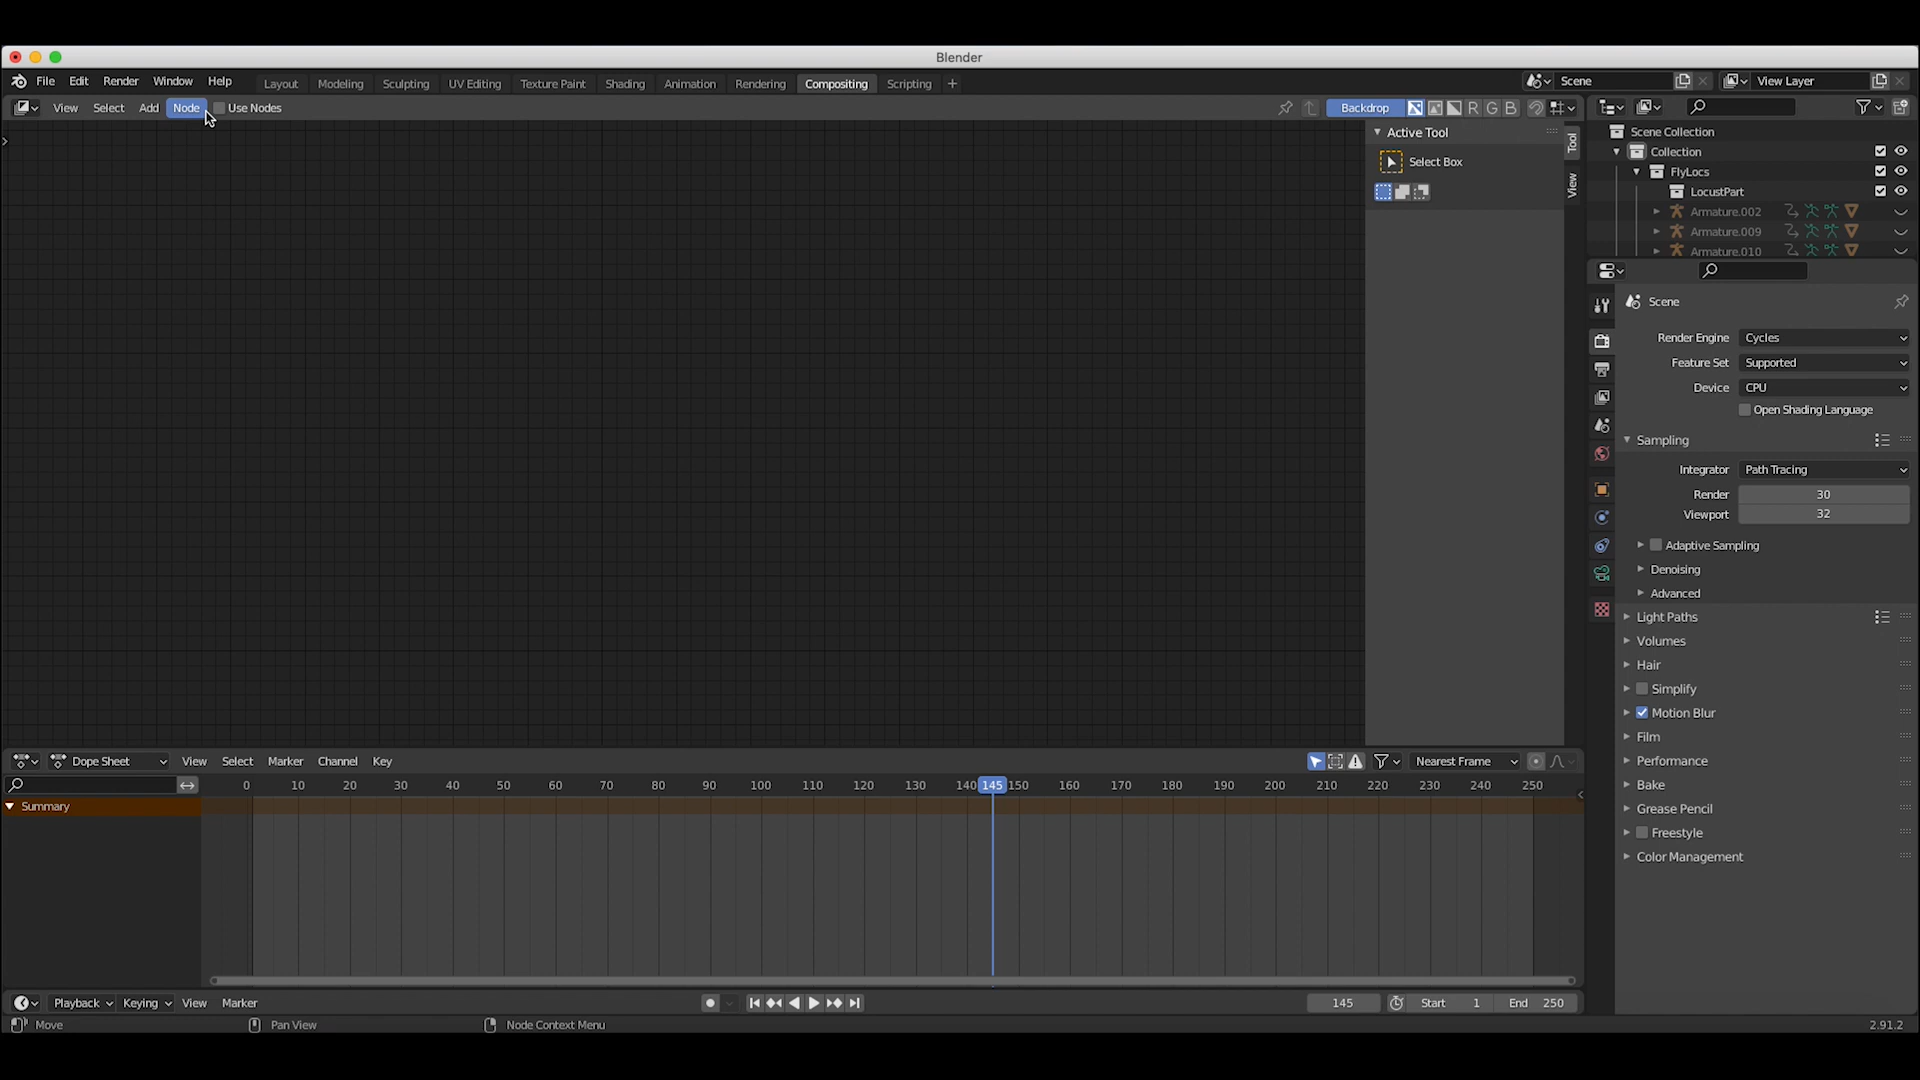 Blender
File Edit Render Window Help Layout Modeling Sculpting UV Editing Texture Paint Shading Animation Rendering Compositing Scripting + Scene View Layer
View Select Add Node Use Nodes Backdrop R G B
Active Tool
Select Box
Tool
View
Scene Collection
Collection
FlyLocs
LocustPart
Armature.002
Armature.009
Armature.010
Scene
Render Engine Cycles
Feature Set Supported
Device CPU
Open Shading Language
Sampling
Integrator Path Tracing
Render 30
Viewport 32
Adaptive Sampling
Denoising
Advanced
Light Paths
Volumes
Hair
Simplify
Motion Blur
Film
Performance
Bake
Grease Pencil
Freestyle
Color Management
Dope Sheet View Select Marker Channel Key Nearest Frame
0 10 20 30 40 50 60 70 80 90 100 110 120 130 140 145 150 160 170 180 190 200 210 220 230 240 250
Summary
Playback Keying View Marker 145 Start 1 End 250
Move Pan View Node Context Menu 2.91.2